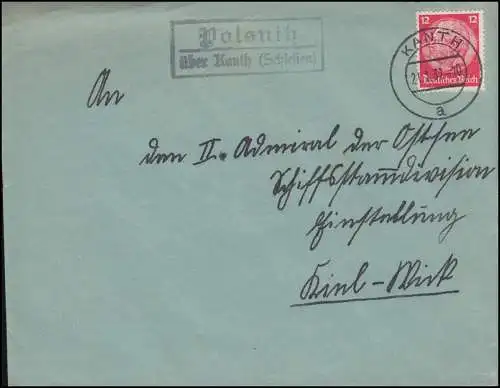 Polsnitz
über Kanth (Schlesien)
12 12
Deutsches Reich
KANTH
a
An
den II. Admiral der Ostsee
Schiffsstammdivision
Einstellung
Kiel-Wik